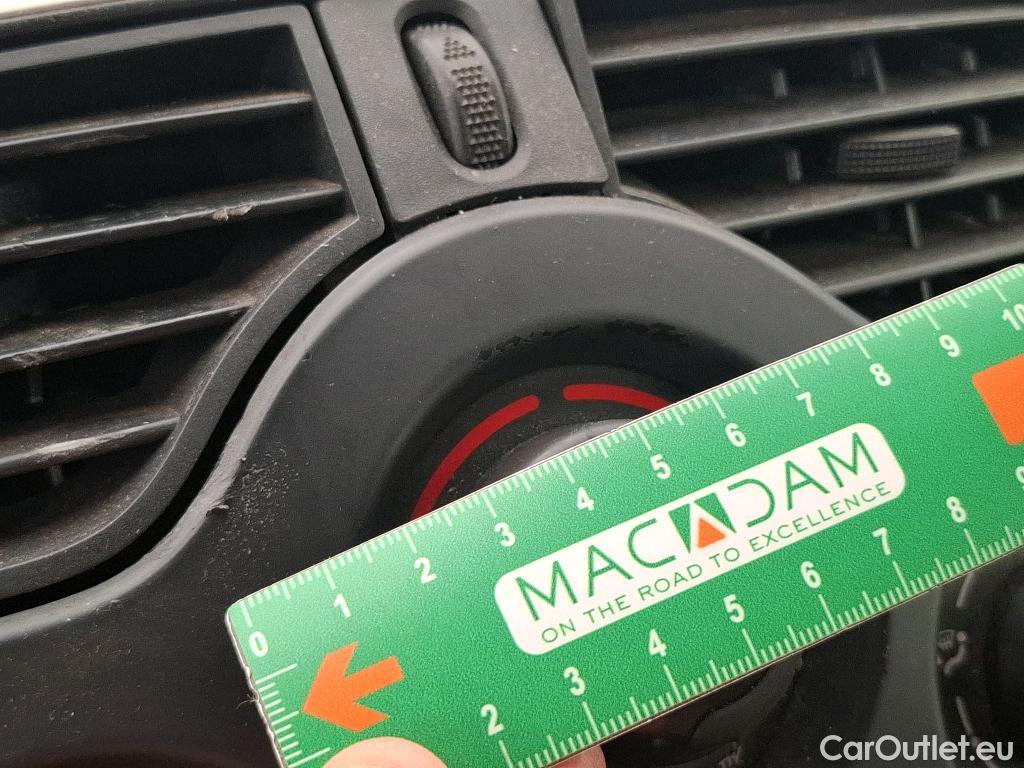 0 1 2 3 4 5 6 7 8 9 10
MACADAM
ON THE ROAD TO EXCELLENCE
2 3 4 5 6 7 8
CarOutlet.eu